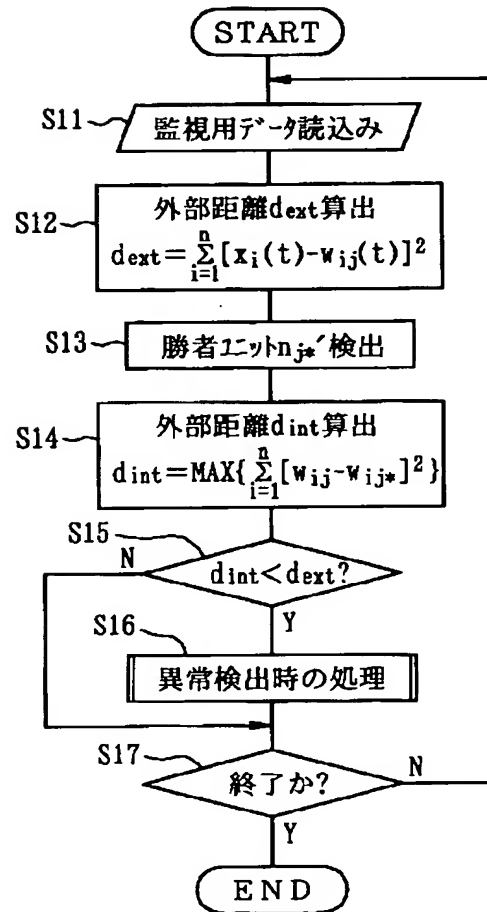 START
S11
監視用データ読込み
S12
外部距離dext算出
dext=Σ[xi(t)-wij(t)]²
n
i=1
S13
勝者ユニットnj*´検出
S14
外部距離dint算出
dint=MAX{Σ[wij-wij*]²}
n
i=1
S15
N
dint<dext?
Y
S16
異常検出時の処理
S17
終了か?
N
Y
END